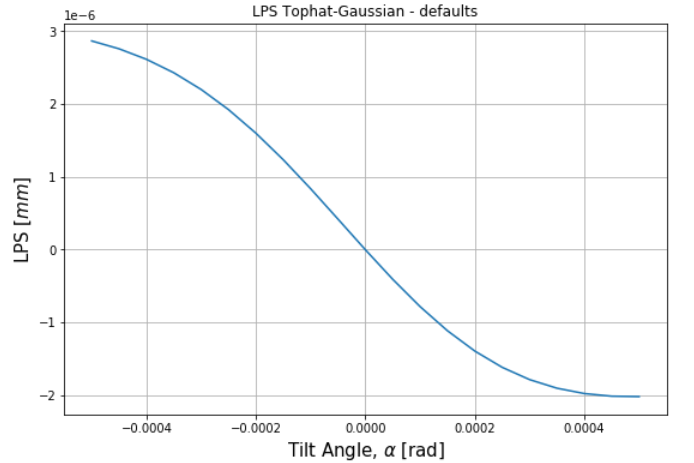 LPS Tophat-Gaussian - defaults
1e−6
3
2
1
0
−1
−2
LPS [mm]
−0.0004 −0.0002 0.0000 0.0002 0.0004
Tilt Angle, α [rad]